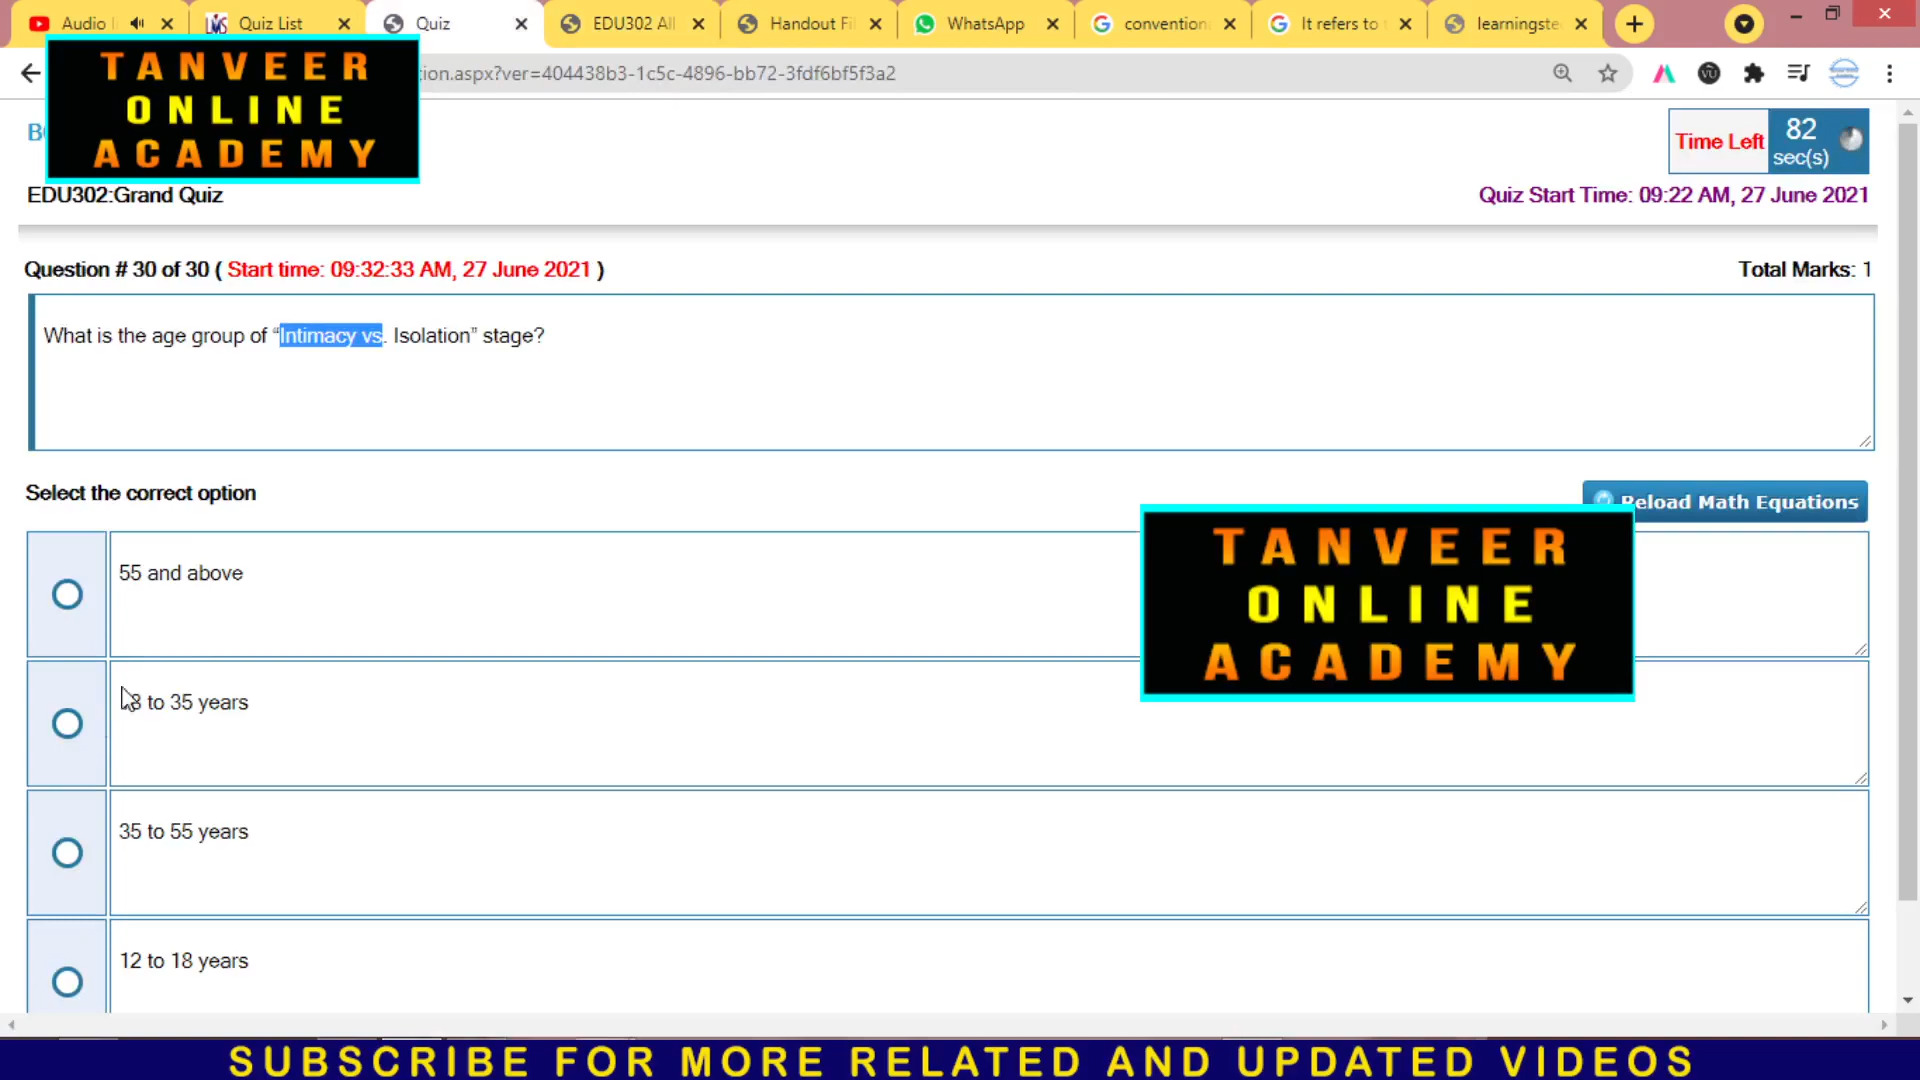 Audio
Quiz List
Quiz
EDU302 All
Handout Fi
WhatsApp
convention
It refers to
learningste
tion.aspx?ver=404438b3-1c5c-4896-bb72-3fdf6bf5f3a2
TANVEER
ONLINE
ACADEMY
Time Left
82
sec(s)
EDU302:Grand Quiz
Quiz Start Time: 09:22 AM, 27 June 2021
Question # 30 of 30 ( Start time: 09:32:33 AM, 27 June 2021 )
Total Marks: 1
What is the age group of “Intimacy vs. Isolation” stage?
Select the correct option
Reload Math Equations
55 and above
TANVEER
ONLINE
ACADEMY
8 to 35 years
35 to 55 years
12 to 18 years
SUBSCRIBE FOR MORE RELATED AND UPDATED VIDEOS